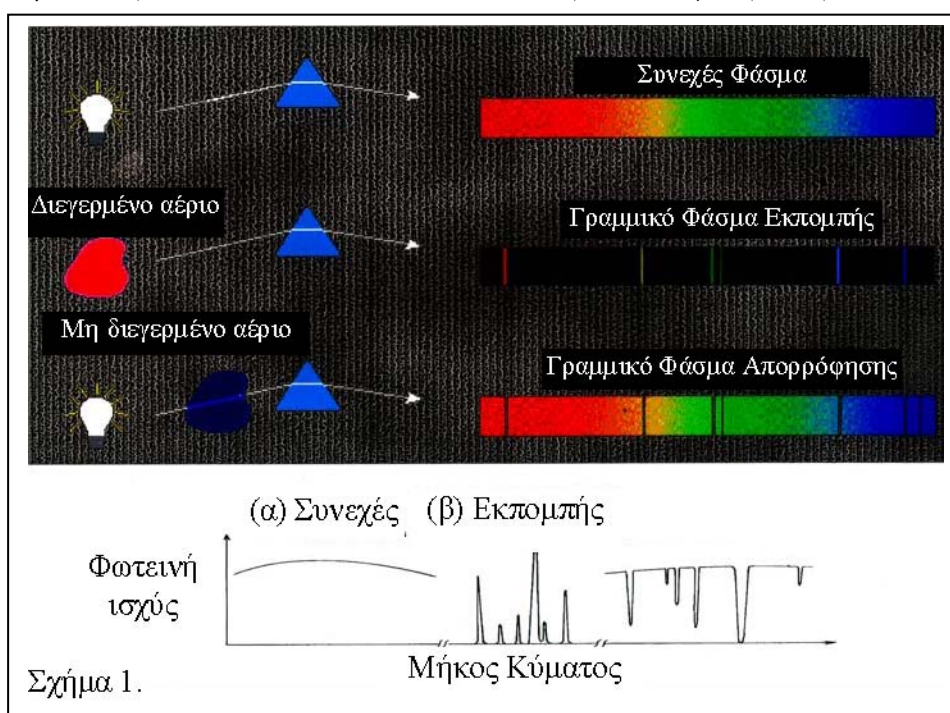 Συνεχές Φάσμα
Διεγερμένο αέριο
Γραμμικό Φάσμα Εκπομπής
Μη διεγερμένο αέριο
Γραμμικό Φάσμα Απορρόφησης
(α) Συνεχές (β) Εκπομπής
Φωτεινή
ισχύς
Μήκος Κύματος
Σχήμα 1.